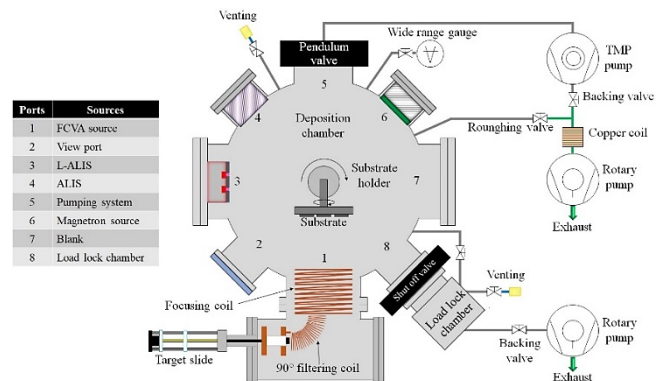 Venting
Wide range gauge
Pendulum
valve
TMP
pump
5
Backing valve
Deposition
chamber
4
6
Rounghing valve
Copper coil
Ports Sources
1 FCVA source
2 View port
3 L-ALIS
4 ALIS
5 Pumping system
6 Magnetron source
7 Blank
8 Load lock chamber
3
Substrate
holder
7
Rotary
pump
Substrate
Exhaust
2
1
8
Focusing coil
Shut off valve
Venting
Load lock
chamber
Rotary
pump
Target slide
Backing
valve
90° filtering coil
Exhaust